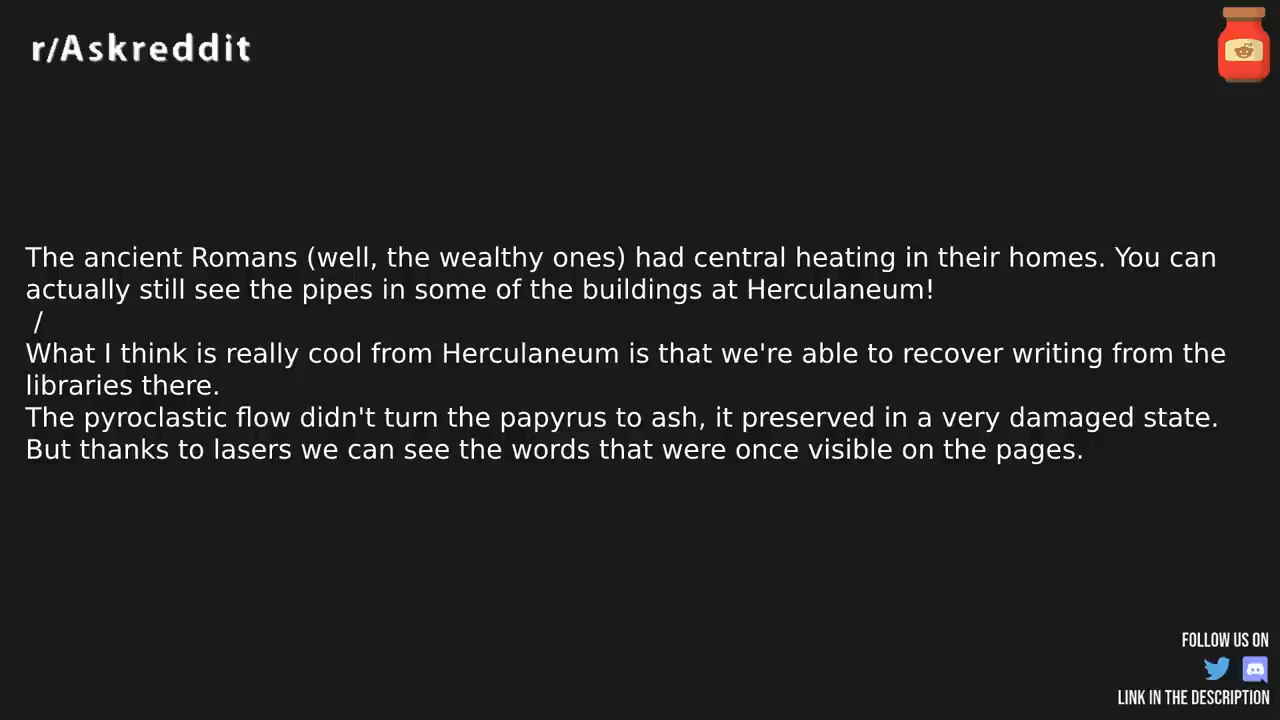 r/Askreddit
The ancient Romans (well, the wealthy ones) had central heating in their homes. You can
actually still see the pipes in some of the buildings at Herculaneum!
/
What I think is really cool from Herculaneum is that we're able to recover writing from the
libraries there.
The pyroclastic flow didn't turn the papyrus to ash, it preserved in a very damaged state.
But thanks to lasers we can see the words that were once visible on the pages.
FOLLOW US ON
LINK IN THE DESCRIPTION